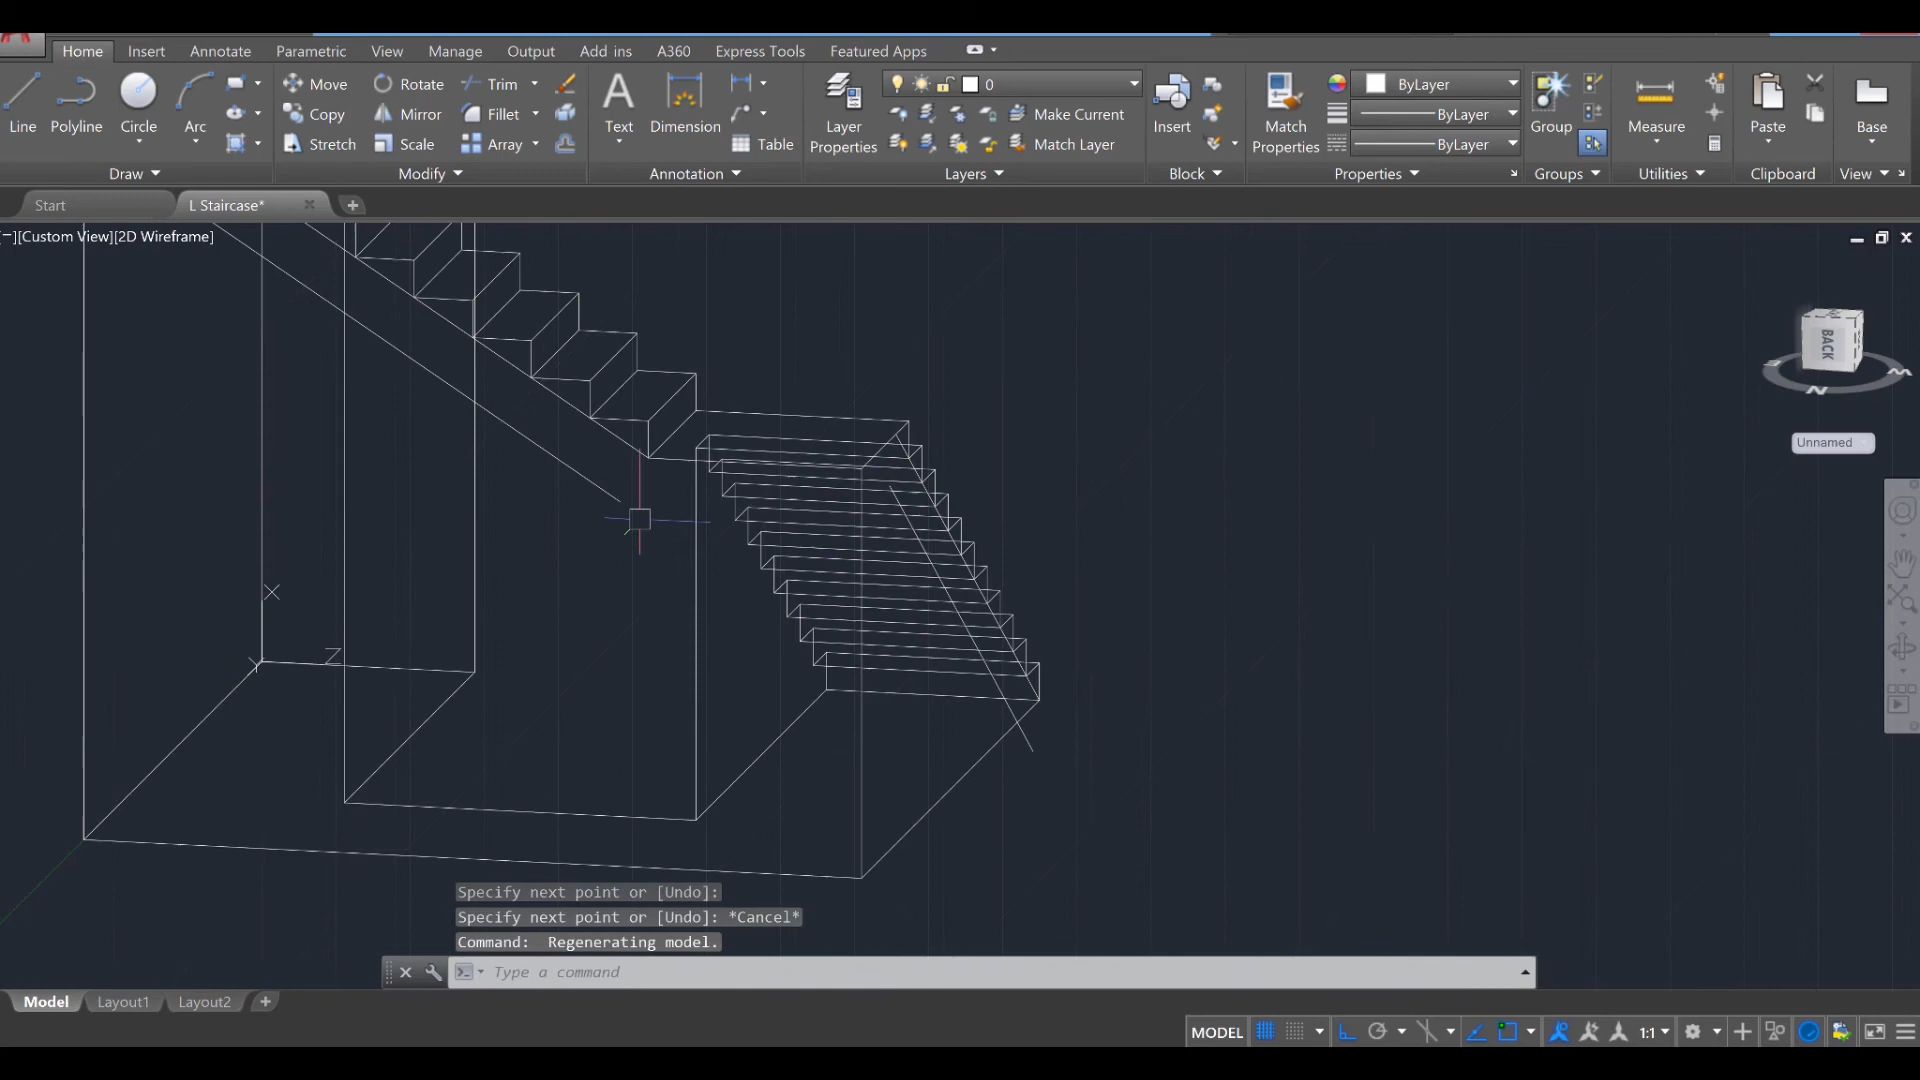 Home Insert Annotate Parametric View Manage Output Add ins A360 Express Tools Featured Apps
Line Polyline Circle Arc
Move Rotate Trim
Copy Mirror Fillet
Stretch Scale Array
Text Dimension Table
Layer Properties
0
Make Current
Match Layer
Insert
Match Properties
ByLayer
ByLayer
ByLayer
Group
Measure
Paste
Base
Draw Modify Annotation Layers Block Properties Groups Utilities Clipboard View
Start L Staircase*
[−][Custom View][2D Wireframe]
BACK
N
Unnamed
X
Z
Specify next point or [Undo]:
Specify next point or [Undo]: *Cancel*
Command: Regenerating model.
Type a command
Model Layout1 Layout2
MODEL 1:1